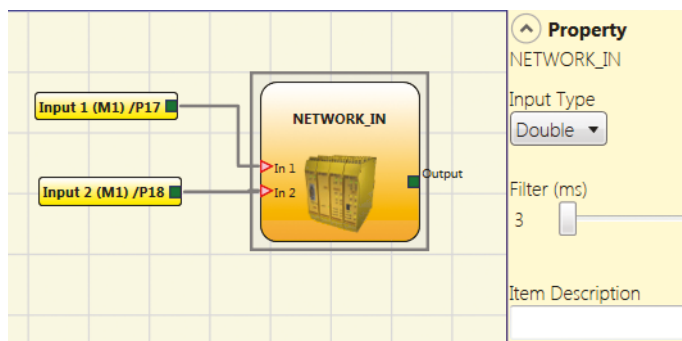 Input 1 (M1) /P17
Input 2 (M1) /P18
NETWORK_IN
In 1
In 2
Output
Property
NETWORK_IN
Input Type
Double
Filter (ms)
3
Item Description